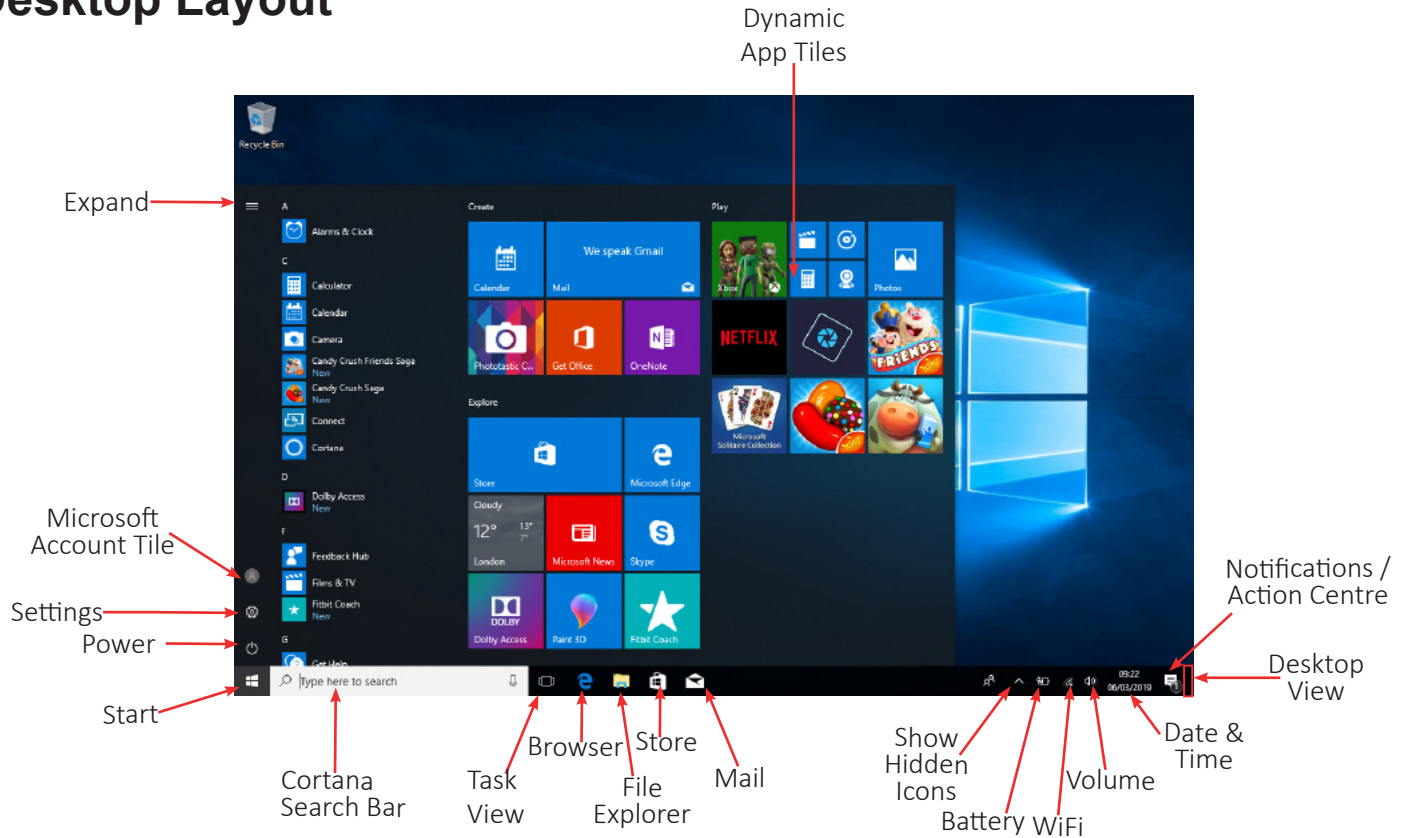 Desktop Layout
Dynamic
App Tiles
Recycle Bin
Expand
A
Alarms & Clock
C
Calculator
Calendar
Camera
Candy Crush Friends Saga
New
Candy Crush Saga
New
Connect
Cortana
D
Dolby Access
New
F
Feedback Hub
Films & TV
Fitbit Coach
New
G
Get Help
Create
Calendar
We speak Gmail
Mail
Phototastic C...
Get Office
N
OneNote
Explore
Store
Microsoft Edge
Cloudy
12° 13°
7°
London
Microsoft News
Skype
DOLBY
Dolby Access
Paint 3D
Fitbit Coach
Play
Xbox
Photos
NETFLIX
FRIENDS
Microsoft
Solitaire Collection
Microsoft
Account Tile
Settings
Power
Start
Type here to search
09:22
06/03/2019
1
Notifications /
Action Centre
Desktop
View
Cortana
Search Bar
Task
View
Browser
File
Explorer
Store
Mail
Show
Hidden
Icons
Battery
WiFi
Volume
Date &
Time